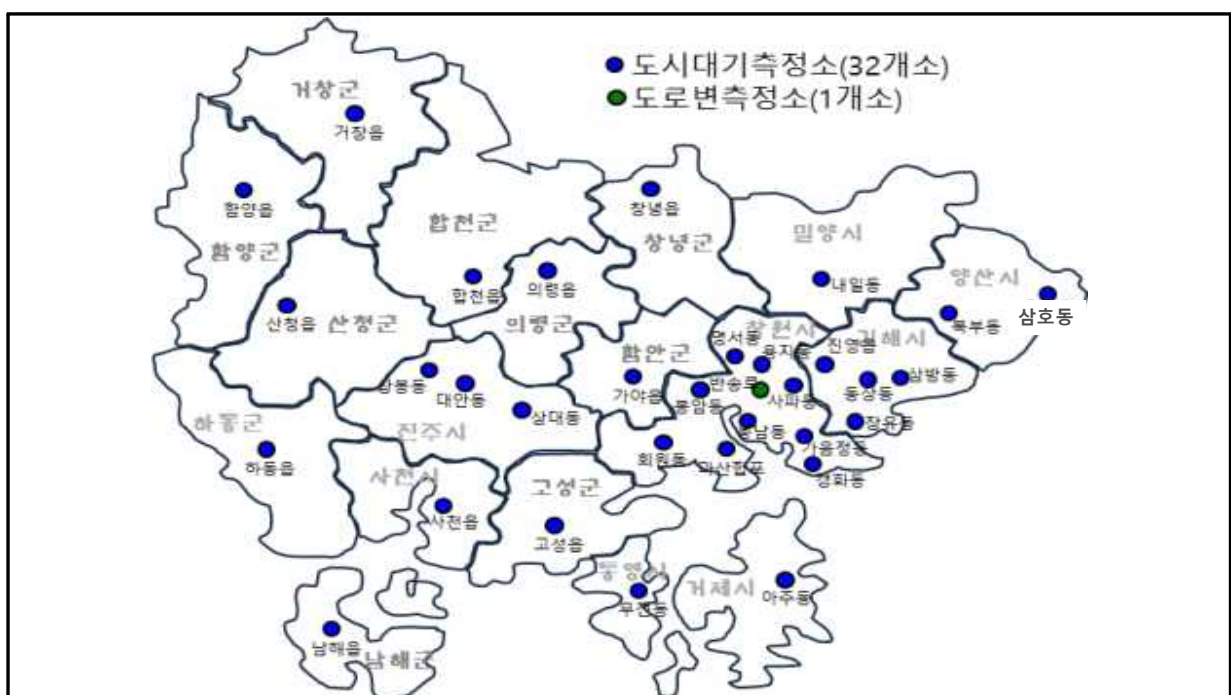 도시대기측정소(32개소)
도로변측정소(1개소)
거창군
거창읍
함양읍
함양군
합천군
합천읍
창녕읍
창녕군
밀양시
내일동
양산시
북부동
삼호동
산청읍
산청군
의령읍
의령군
함안군
가야읍
창원시
명서동
용지동
반송로
봉암동
사파동
김해시
진영읍
동상동
삼방동
장유동
대안동
상대동
진주시
하동군
하동읍
사천시
사천읍
고성군
고성읍
회원동
마산합포
성남동
가음정동
경화동
통영시
무전동
거제시
아주동
남해읍
남해군